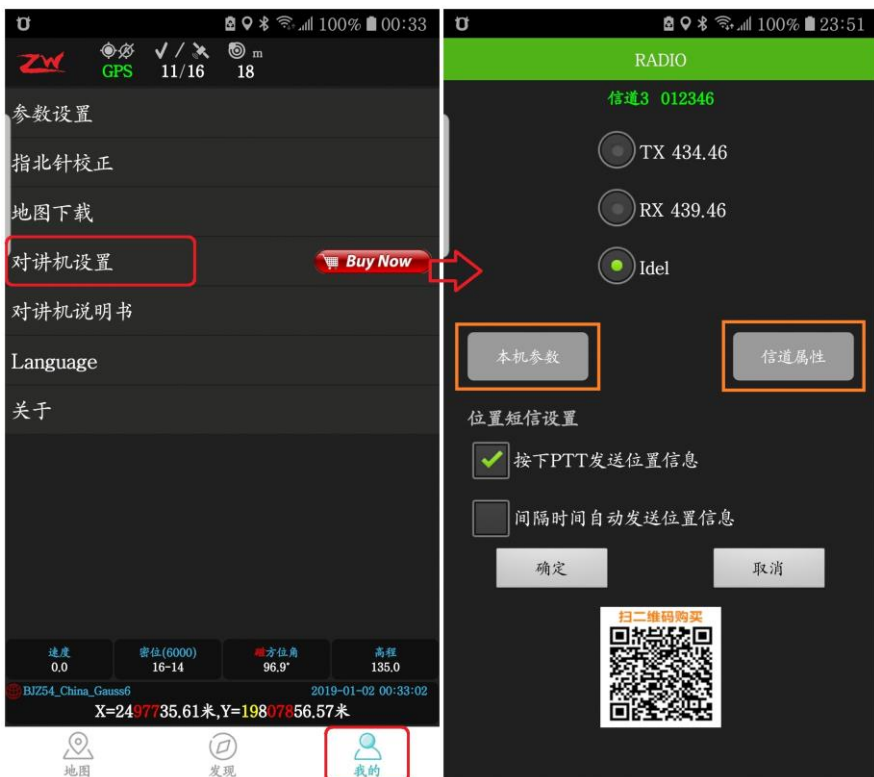 100% 00:33
ZW
GPS 11/16 m 18
参数设置
指北针校正
地图下载
对讲机设置 Buy Now
对讲机说明书
Language
关于
速度 密位(6000) 磁方位角 高程
0.0 16-14 96.9° 135.0
BJZ54_China_Gauss6 2019-01-02 00:33:02
X=2497735.61米,Y=19807856.57米
地图 发现 我的
100% 23:51
RADIO
信道3 012346
TX 434.46
RX 439.46
Idel
本机参数 信道属性
位置短信设置
按下PTT发送位置信息
间隔时间自动发送位置信息
确定 取消
扫二维码购买